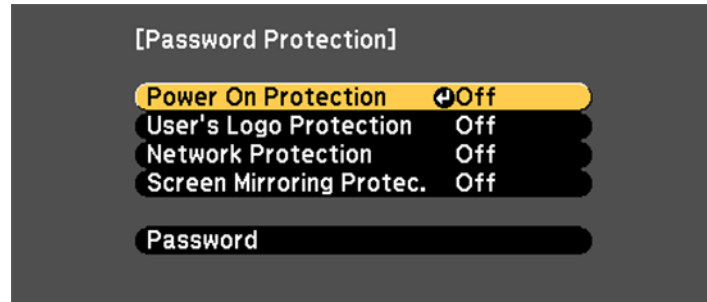 [Password Protection]
Power On Protection Off
User's Logo Protection Off
Network Protection Off
Screen Mirroring Protec. Off
Password